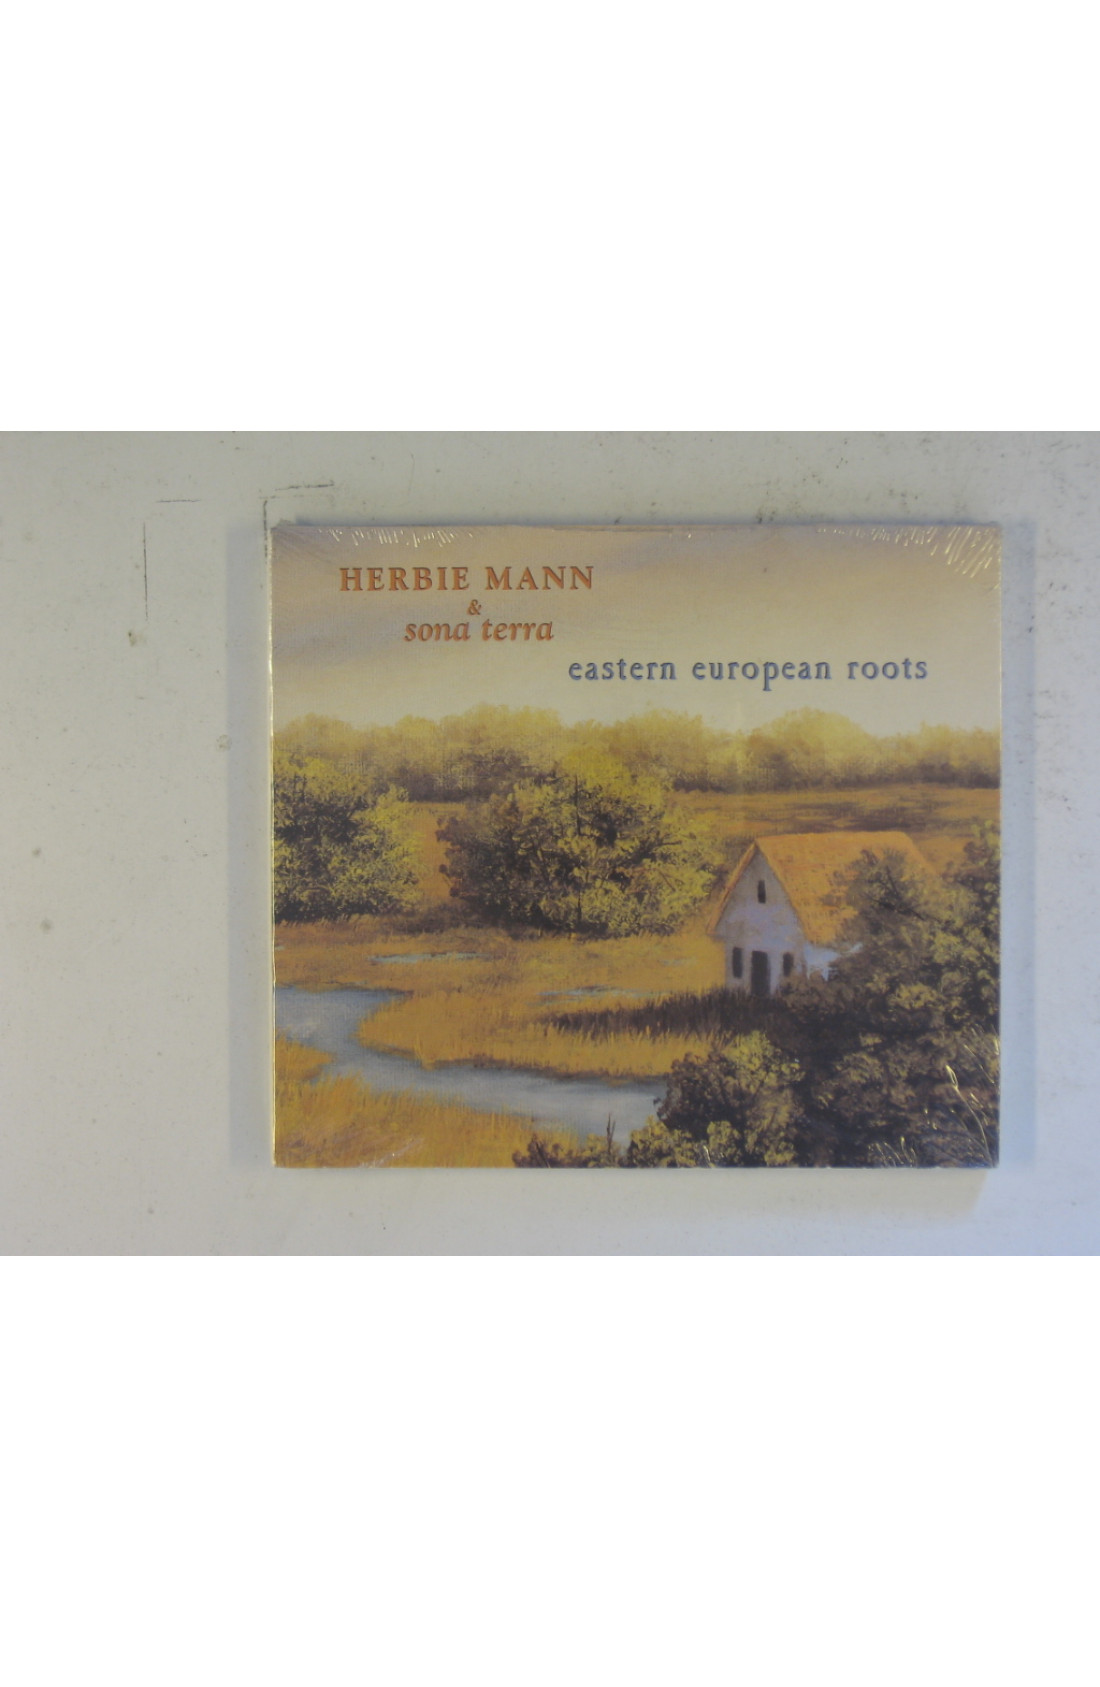 HERBIE MANN
&
sona terra
eastern european roots